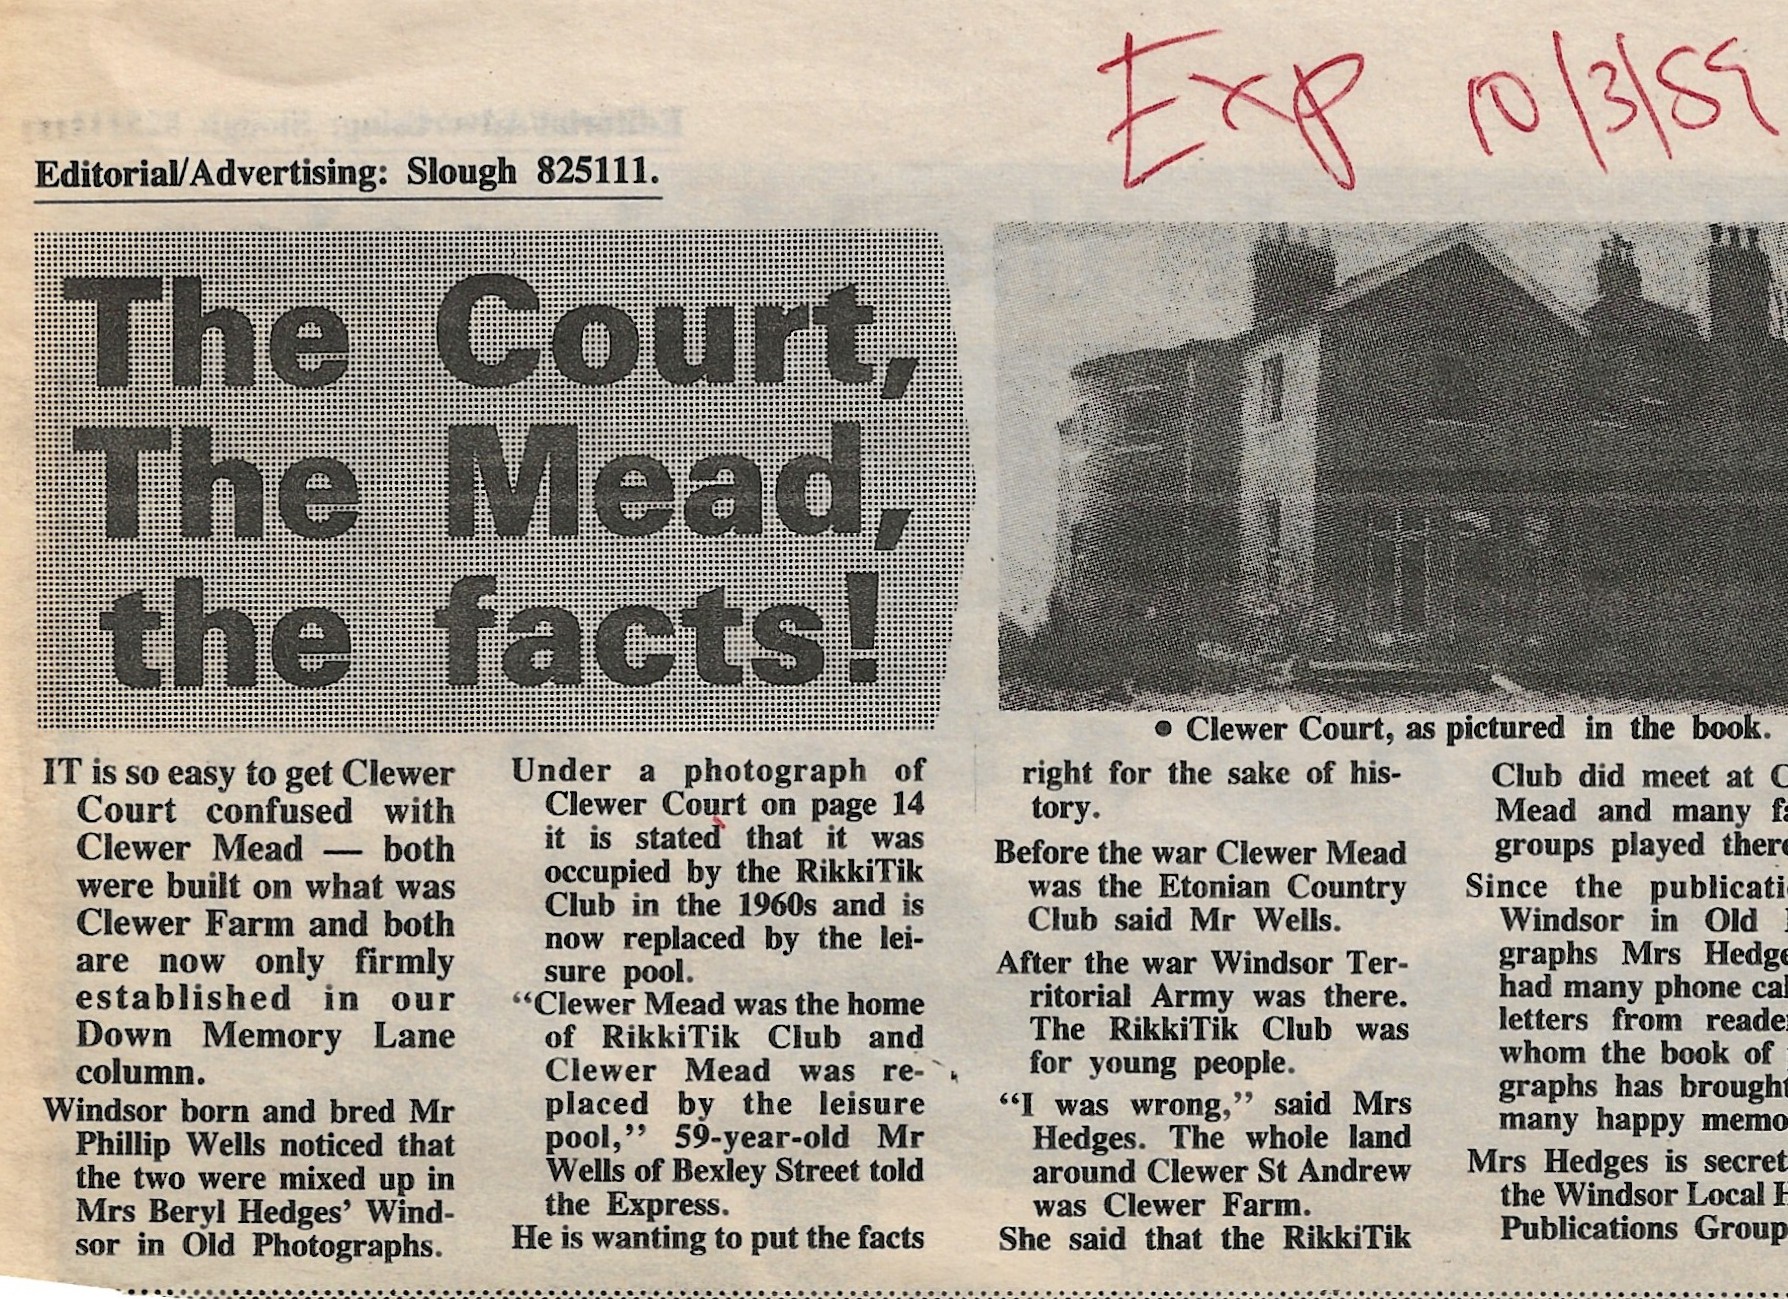 Exp 10/3/89
Editorial/Advertising: Slough 825111.
The Court,
The Mead,
the facts!
• Clewer Court, as pictured in the book.
IT is so easy to get Clewer
Court confused with
Clewer Mead — both
were built on what was
Clewer Farm and both
are now only firmly
established in our
Down Memory Lane
column.
Windsor born and bred Mr
Phillip Wells noticed that
the two were mixed up in
Mrs Beryl Hedges' Wind-
sor in Old Photographs.
Under a photograph of
Clewer Court on page 14
it is stated that it was
occupied by the RikkiTik
Club in the 1960s and is
now replaced by the lei-
sure pool.
"Clewer Mead was the home
of RikkiTik Club and
Clewer Mead was re-
placed by the leisure
pool," 59-year-old Mr
Wells of Bexley Street told
the Express.
He is wanting to put the facts
right for the sake of his-
tory.
Before the war Clewer Mead
was the Etonian Country
Club said Mr Wells.
After the war Windsor Ter-
ritorial Army was there.
The RikkiTik Club was
for young people.
"I was wrong," said Mrs
Hedges. The whole land
around Clewer St Andrew
was Clewer Farm.
She said that the RikkiTik
Club did meet at
Mead and many
groups played there
Since the
Windsor in Old
graphs Mrs
had many phone
letters from
whom the book of
graphs has brought
many happy
Mrs Hedges is
the Windsor Local
Publications Group